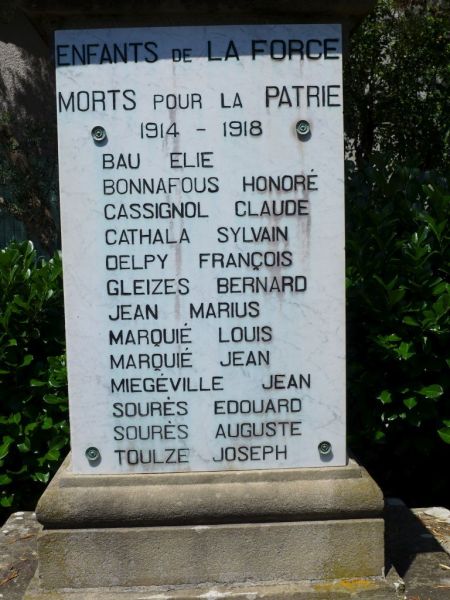 ENFANTS DE LA FORCE
MORTS POUR LA PATRIE
1914 - 1918
BAU ELIE
BONNAFOUS HONORÉ
CASSIGNOL CLAUDE
CATHALA SYLVAIN
DELPY FRANÇOIS
GLEIZES BERNARD
JEAN MARIUS
MARQUIÉ LOUIS
MARQUIÉ JEAN
MIEGÉVILLE JEAN
SOURÈS EDOUARD
SOURÈS AUGUSTE
TOULZE JOSEPH